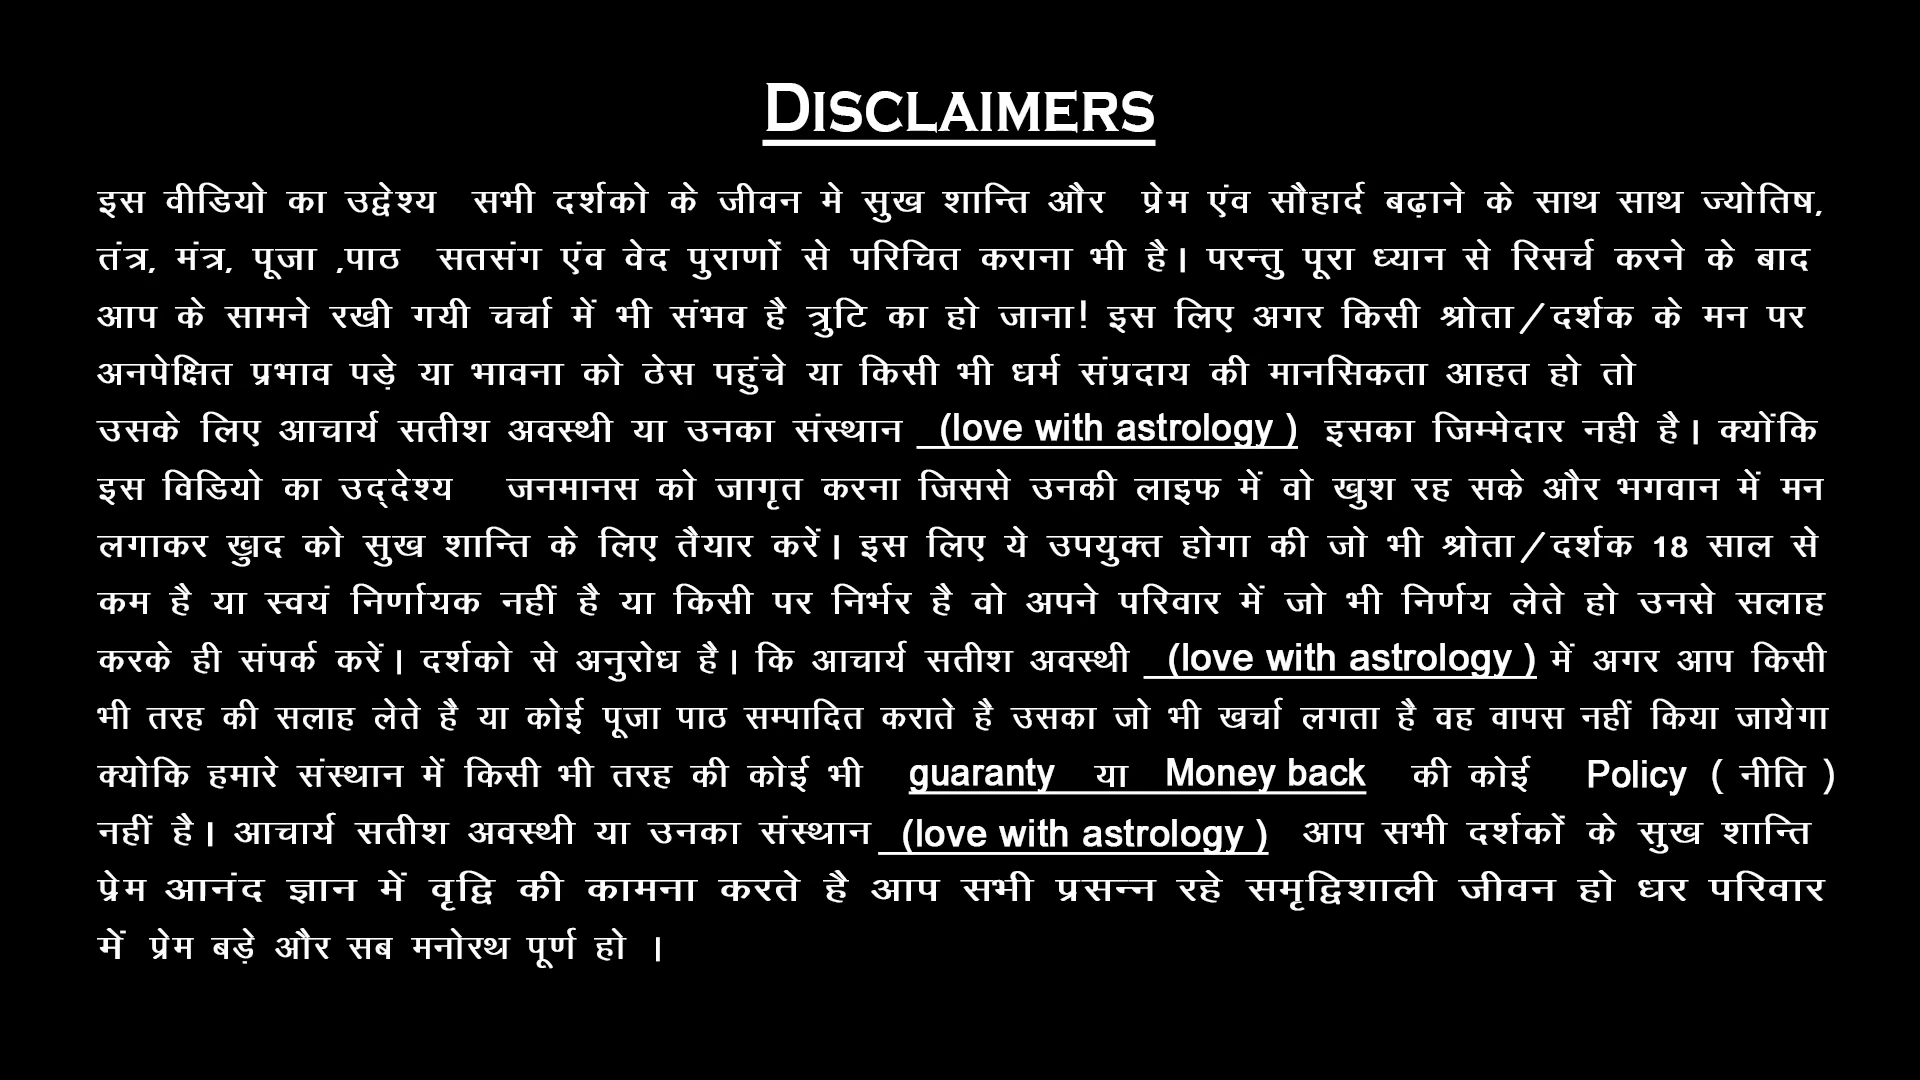 DISCLAIMERS
इस वीडियो का उद्वेश्य सभी दर्शको के जीवन मे सुख शान्ति और प्रेम एंव सौहार्द बढ़ाने के साथ साथ ज्योतिष,
तंत्र, मंत्र, पूजा ,पाठ सतसंग एंव वेद पुराणों से परिचित कराना भी है। परन्तु पूरा ध्यान से रिसर्च करने के बाद
आप के सामने रखी गयी चर्चा में भी संभव है त्रुटि का हो जाना! इस लिए अगर किसी श्रोता/दर्शक के मन पर
अनपेक्षित प्रभाव पड़े या भावना को ठेस पहुंचे या किसी भी धर्म संप्रदाय की मानसिकता आहत हो तो
उसके लिए आचार्य सतीश अवस्थी या उनका संस्थान (love with astrology ) इसका जिम्मेदार नही है। क्योंकि
इस विडियो का उद्‌देश्य जनमानस को जागृत करना जिससे उनकी लाइफ में वो खुश रह सके और भगवान में मन
लगाकर खुद को सुख शान्ति के लिए तैयार करें। इस लिए ये उपयुक्त होगा की जो भी श्रोता/दर्शक 18 साल से
कम है या स्वयं निर्णायक नहीं है या किसी पर निर्भर है वो अपने परिवार में जो भी निर्णय लेते हो उनसे सलाह
करके ही संपर्क करें। दर्शको से अनुरोध है। कि आचार्य सतीश अवस्थी (love with astrology ) में अगर आप किसी
भी तरह की सलाह लेते है या कोई पूजा पाठ सम्पादित कराते है उसका जो भी खर्चा लगता है वह वापस नहीं किया जायेगा
क्योकि हमारे संस्थान में किसी भी तरह की कोई भी guaranty या Money back की कोई Policy ( नीति )
नहीं है। आचार्य सतीश अवस्थी या उनका संस्थान (love with astrology ) आप सभी दर्शकों के सुख शान्ति
प्रेम आनंद ज्ञान में वृद्वि की कामना करते है आप सभी प्रसन्न रहे समृद्विशाली जीवन हो धर परिवार
में प्रेम बड़े और सब मनोरथ पूर्ण हो ।